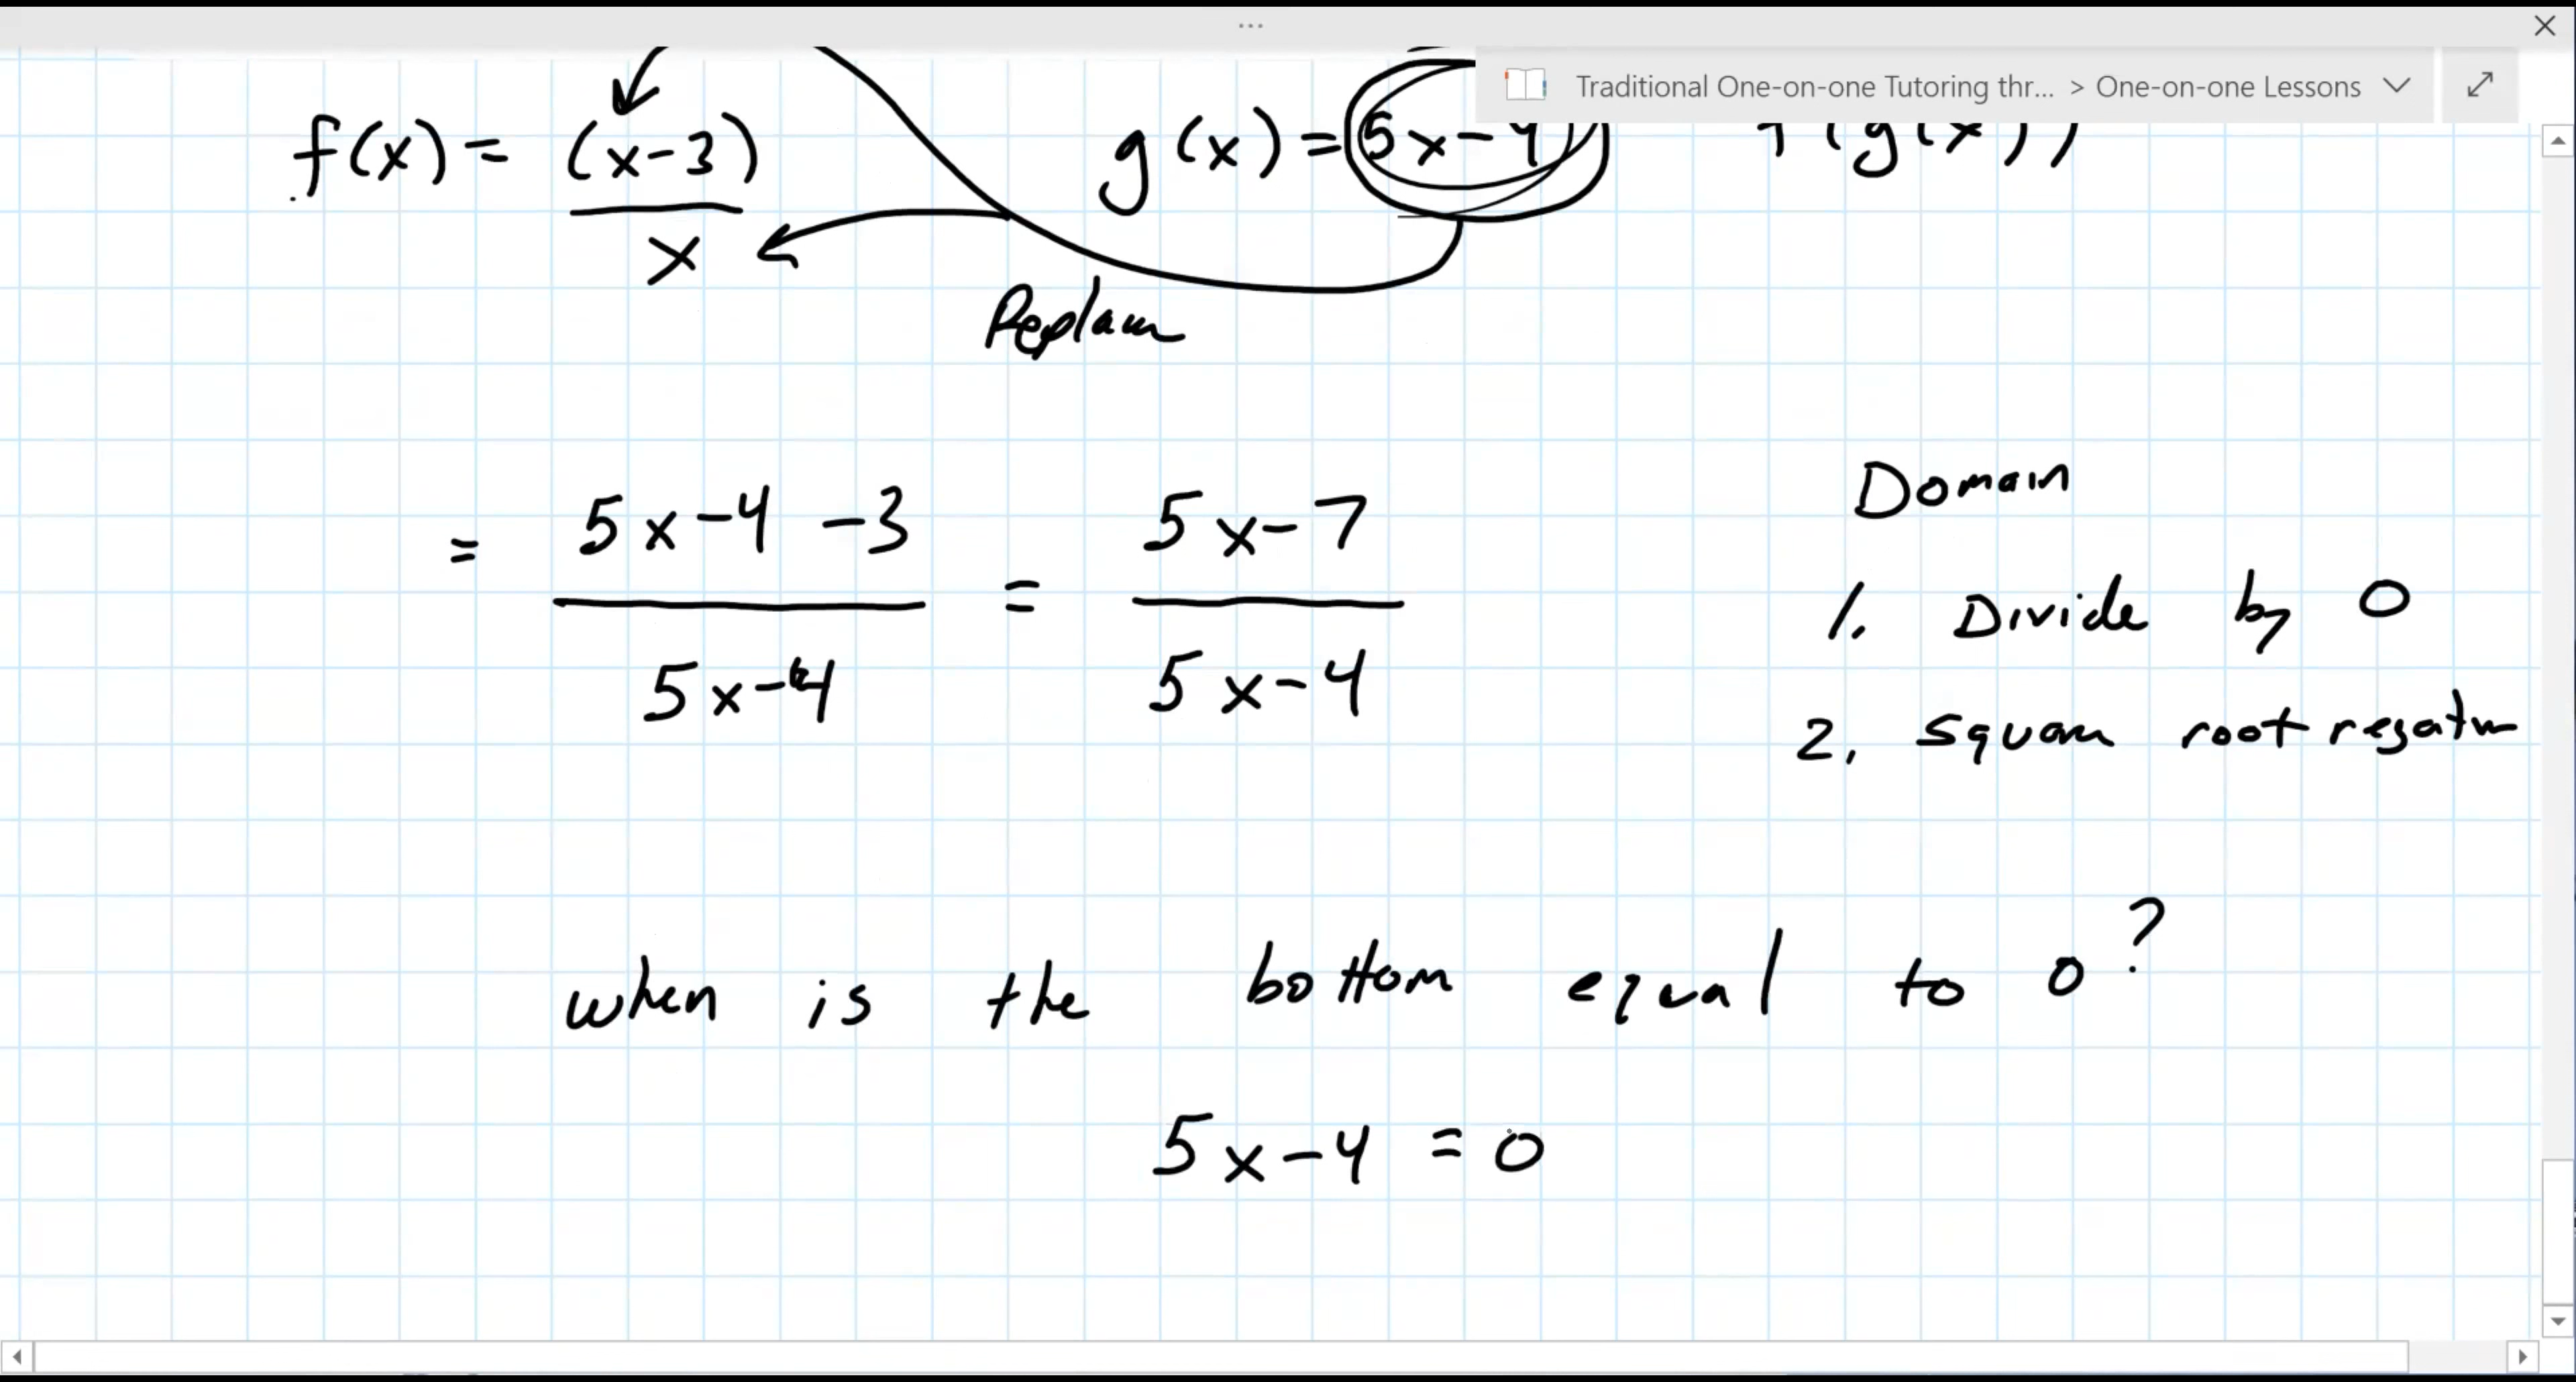 ...
Traditional One-on-one Tutoring thr... > One-on-one Lessons
f(x) = (x-3) / x g(x) = 5x-4 f(g(x))
Replace
= 5x-4-3 / 5x-4 = 5x-7 / 5x-4
Domain
1. Divide by 0
2. Square root negative
when is the bottom equal to 0?
5x-4 = 0